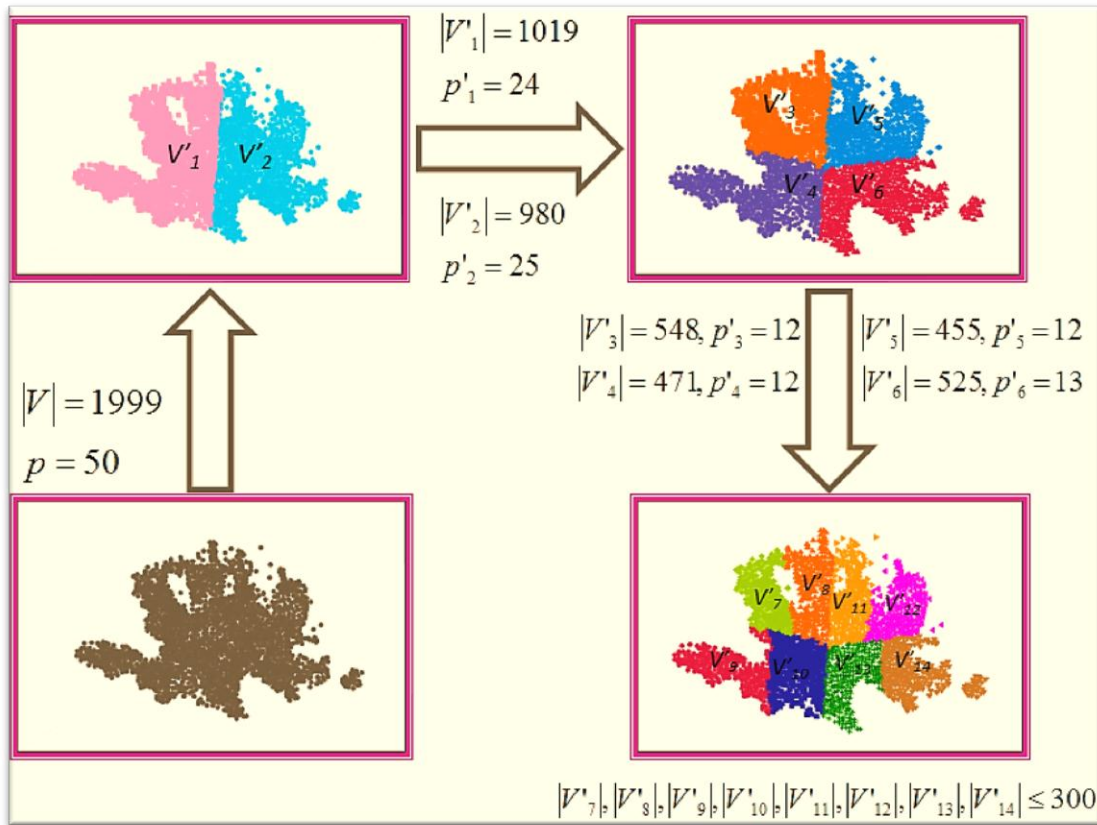 V'1 V'2
|V'1| = 1019
p'1 = 24
|V'2| = 980
p'2 = 25
V'3 V'5
V'4 V'6
|V'3| = 548, p'3 = 12
|V'4| = 471, p'4 = 12
|V'5| = 455, p'5 = 12
|V'6| = 525, p'6 = 13
|V| = 1999
p = 50
V'7 V'8 V'11 V'12
V'9 V'10 V'13 V'14
|V'7|, |V'8|, |V'9|, |V'10|, |V'11|, |V'12|, |V'13|, |V'14| ≤ 300